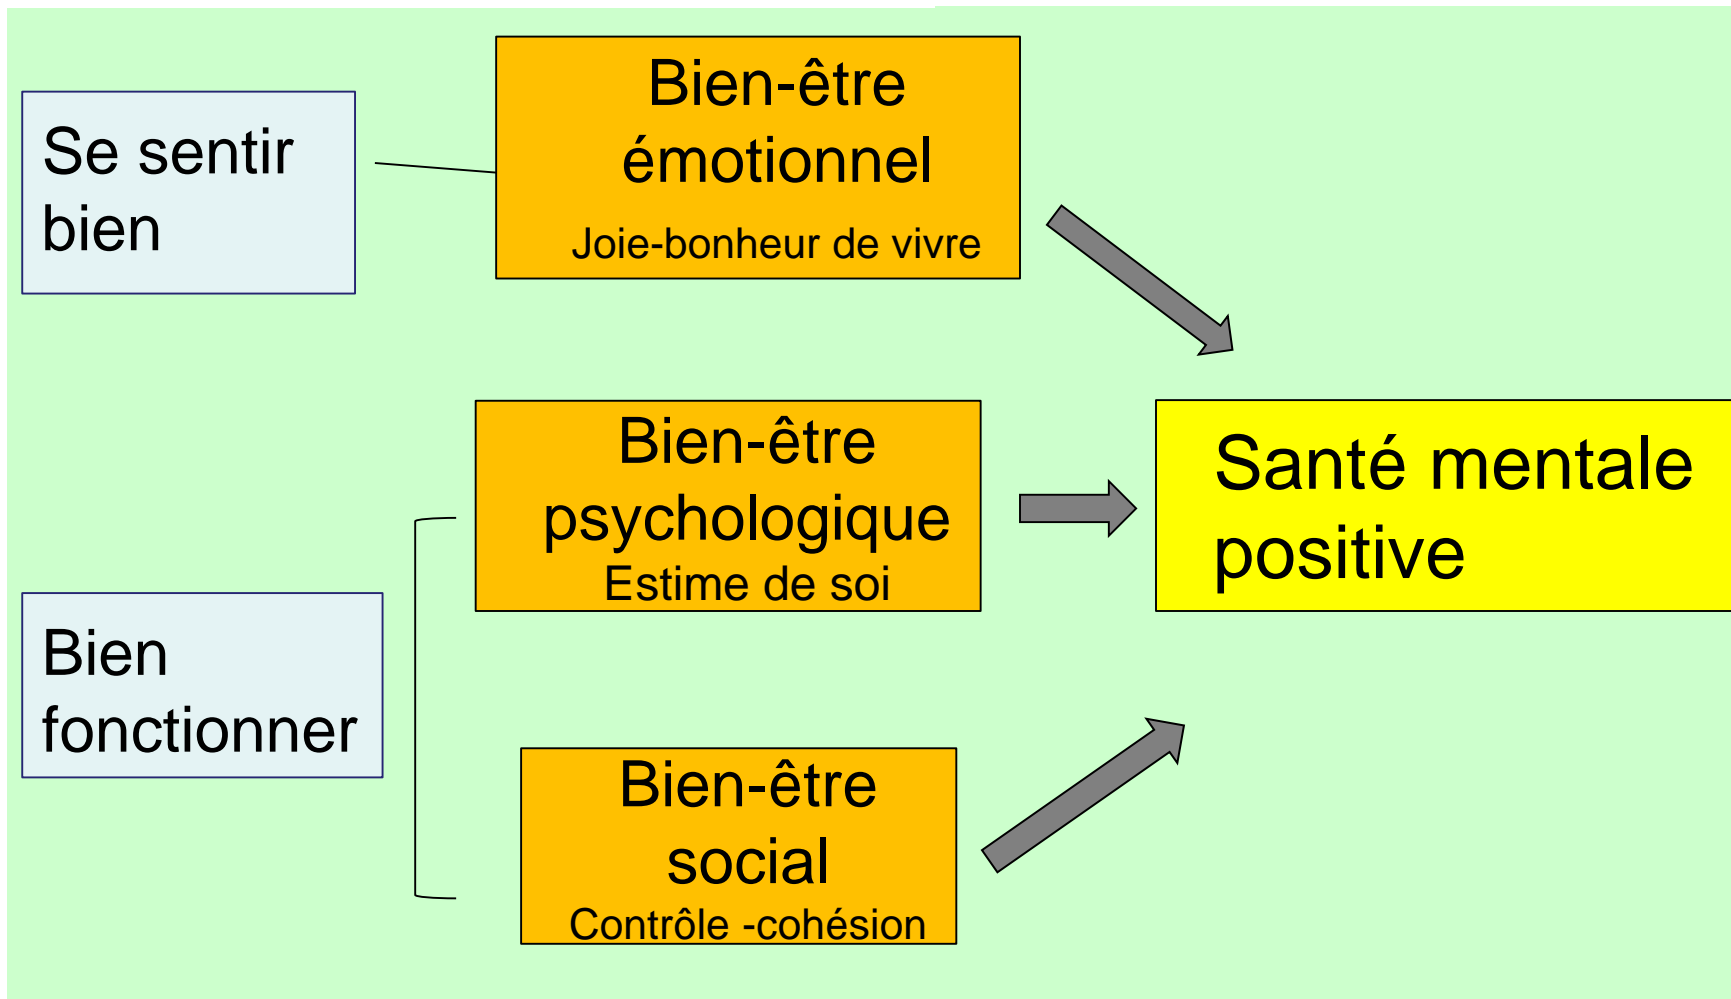 Se sentir
bien
Bien-être
émotionnel
Joie-bonheur de vivre
Bien
fonctionner
Bien-être
psychologique
Estime de soi
Bien-être
social
Contrôle -cohésion
Santé mentale
positive